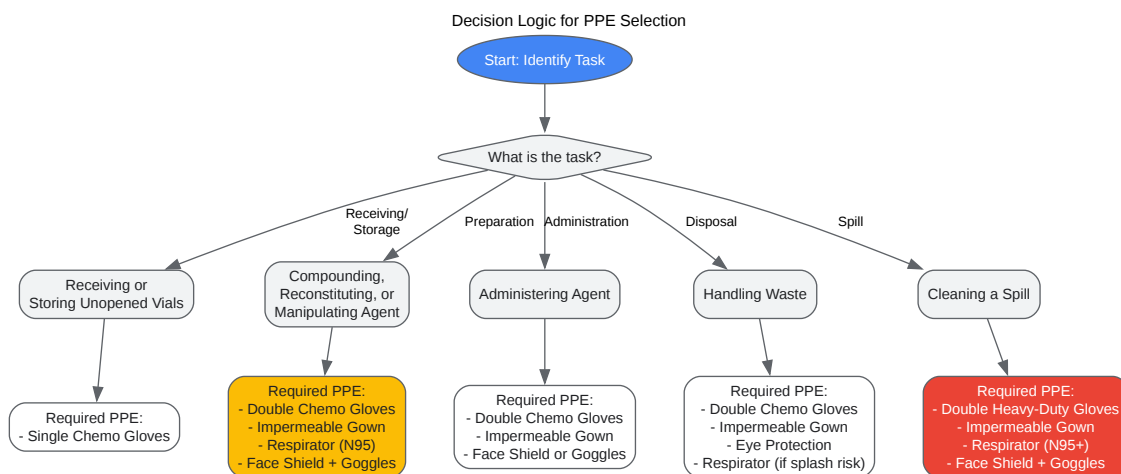 Decision Logic for PPE Selection
Start: Identify Task
What is the task?
Receiving/
Storage
Preparation
Administration
Disposal
Spill
Receiving or
Storing Unopened Vials
Compounding,
Reconstituting, or
Manipulating Agent
Administering Agent
Handling Waste
Cleaning a Spill
Required PPE:
- Single Chemo Gloves
Required PPE:
- Double Chemo Gloves
- Impermeable Gown
- Respirator (N95)
- Face Shield + Goggles
Required PPE:
- Double Chemo Gloves
- Impermeable Gown
- Face Shield or Goggles
Required PPE:
- Double Chemo Gloves
- Impermeable Gown
- Eye Protection
- Respirator (if splash risk)
Required PPE:
- Double Heavy-Duty Gloves
- Impermeable Gown
- Respirator (N95+)
- Face Shield + Goggles